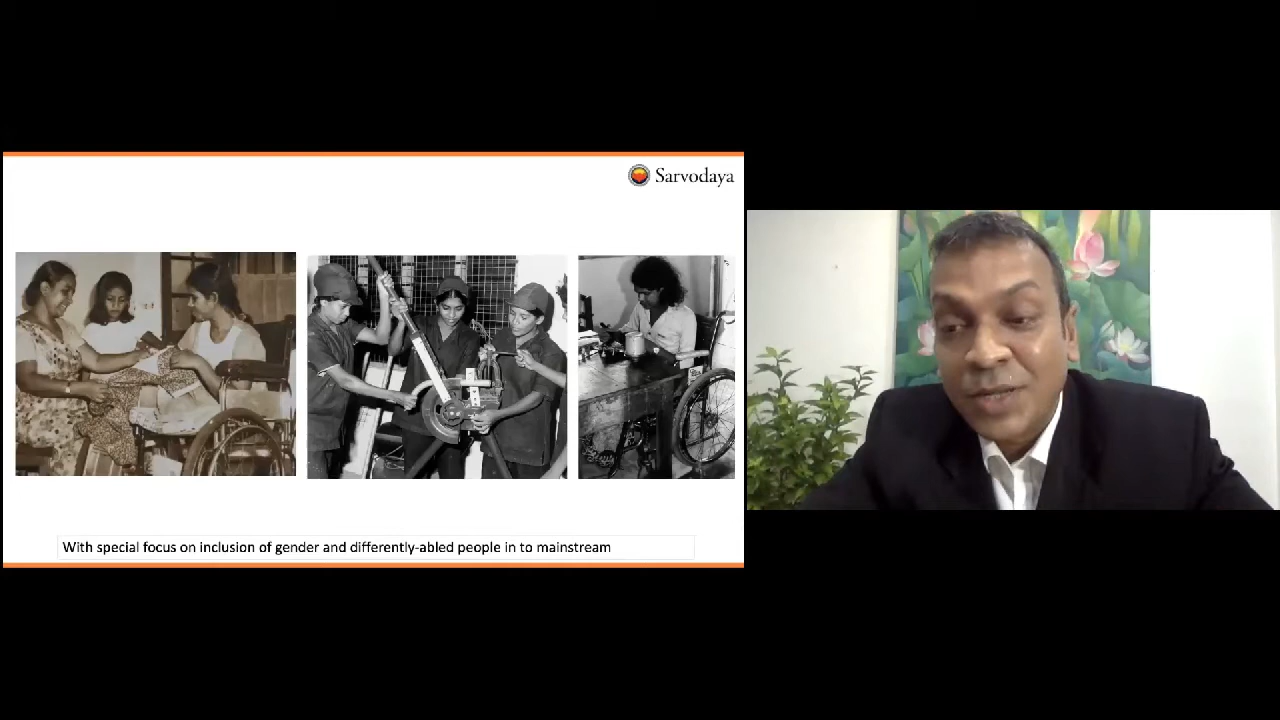 Sarvodaya
With special focus on inclusion of gender and differently-abled people in to mainstream